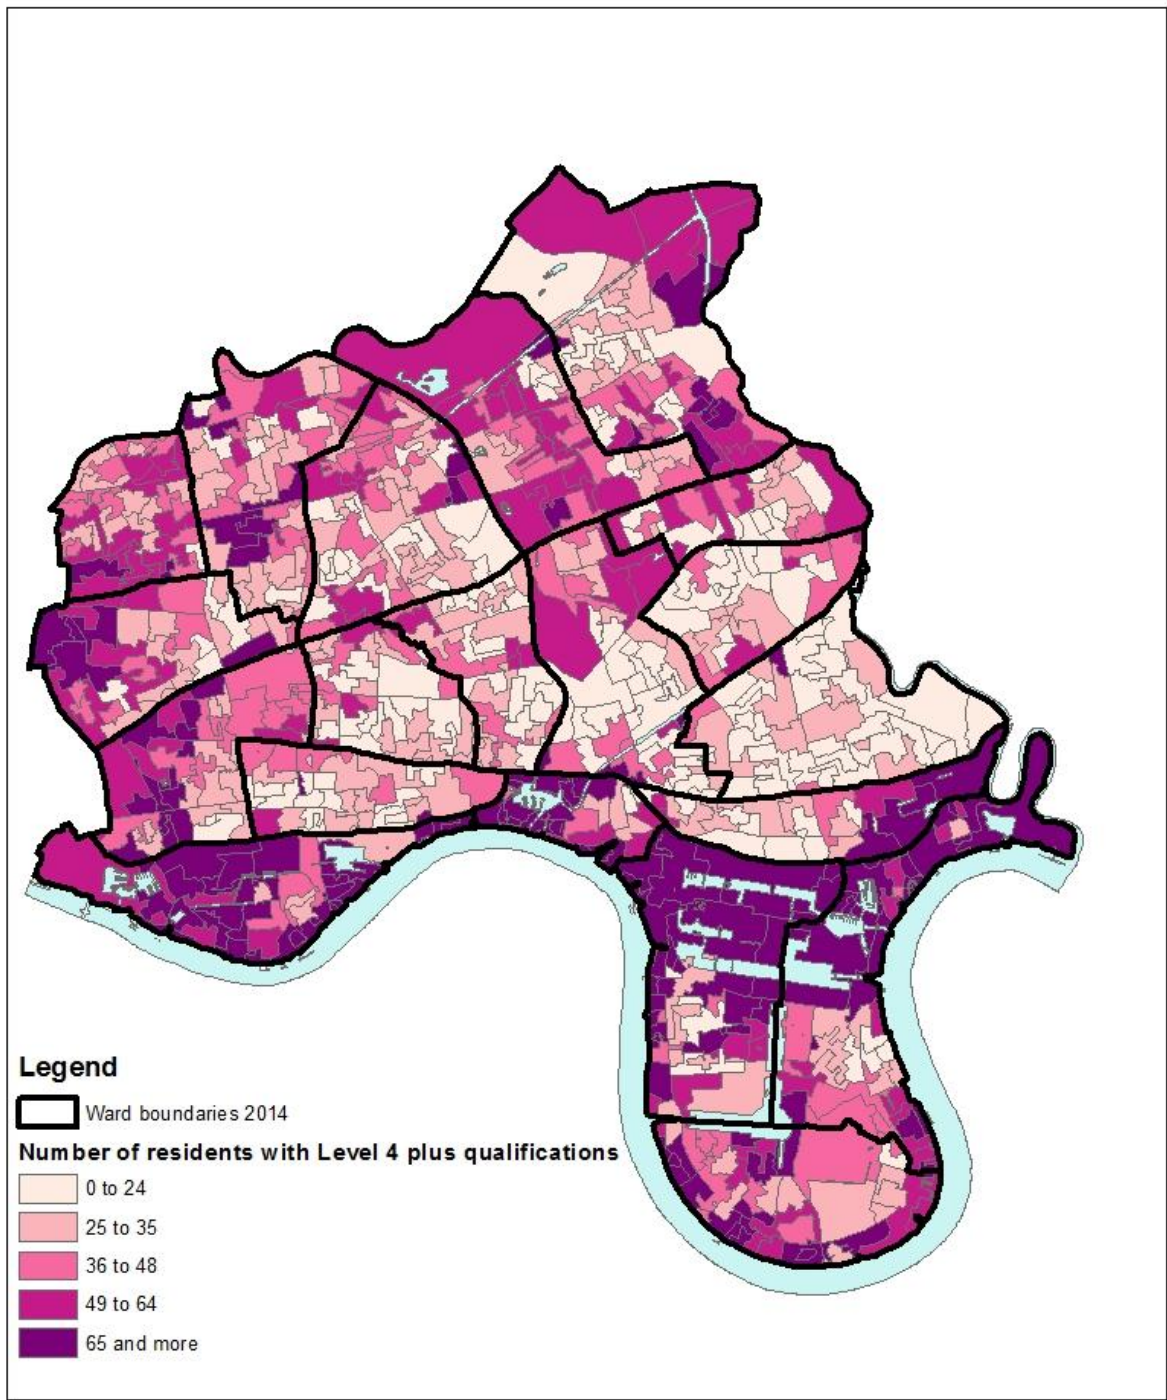 Legend
Ward boundaries 2014
Number of residents with Level 4 plus qualifications
0 to 24
25 to 35
36 to 48
49 to 64
65 and more